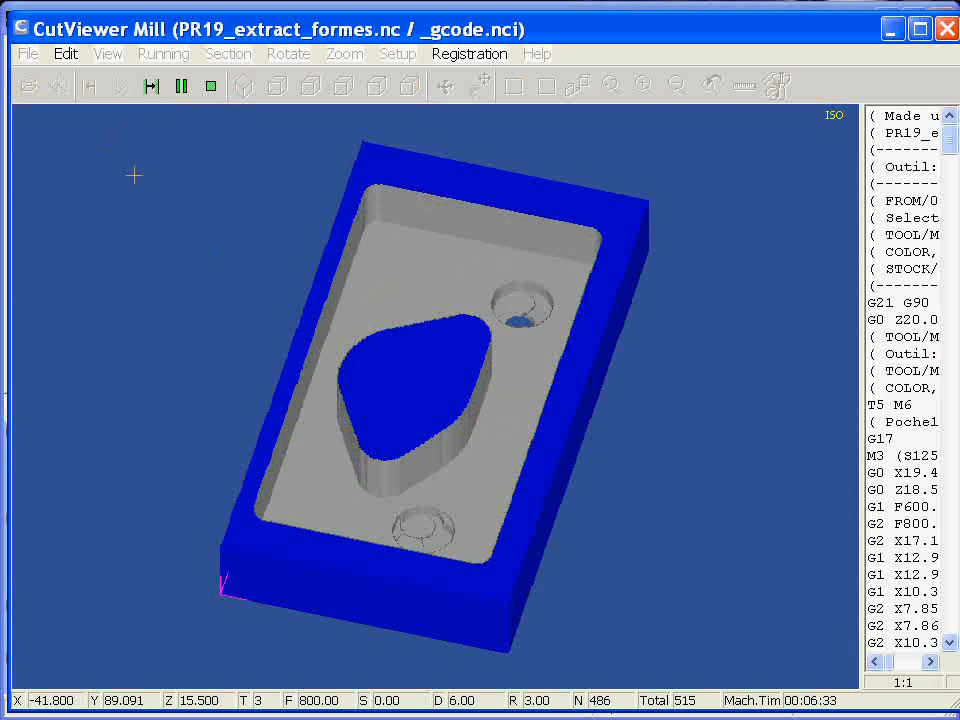 CutViewer Mill (PR19_extract_formes.nc / _gcode.nci)
File Edit View Running Section Rotate Zoom Setup Registration Help
ISO
( Made u
( PR19_e
(-------
( Outil:
(-------
( FROM/0
( Select
( TOOL/M
( COLOR,
( STOCK/
(-------
G21 G90
G0 Z20.0
( TOOL/M
( Outil:
( TOOL/M
( COLOR,
T5 M6
( Poche1
G17
M3 (S125
G0 X19.4
G0 Z18.5
G1 F600.
G2 F800.
G2 X17.1
G1 X12.9
G1 X12.9
G1 X10.3
G2 X7.85
G2 X7.86
G2 X10.3
1:1
X -41.800 Y 89.091 Z 15.500 T 3 F 800.00 S 0.00 D 6.00 R 3.00 N 486 Total 515 Mach.Tim 00:06:33